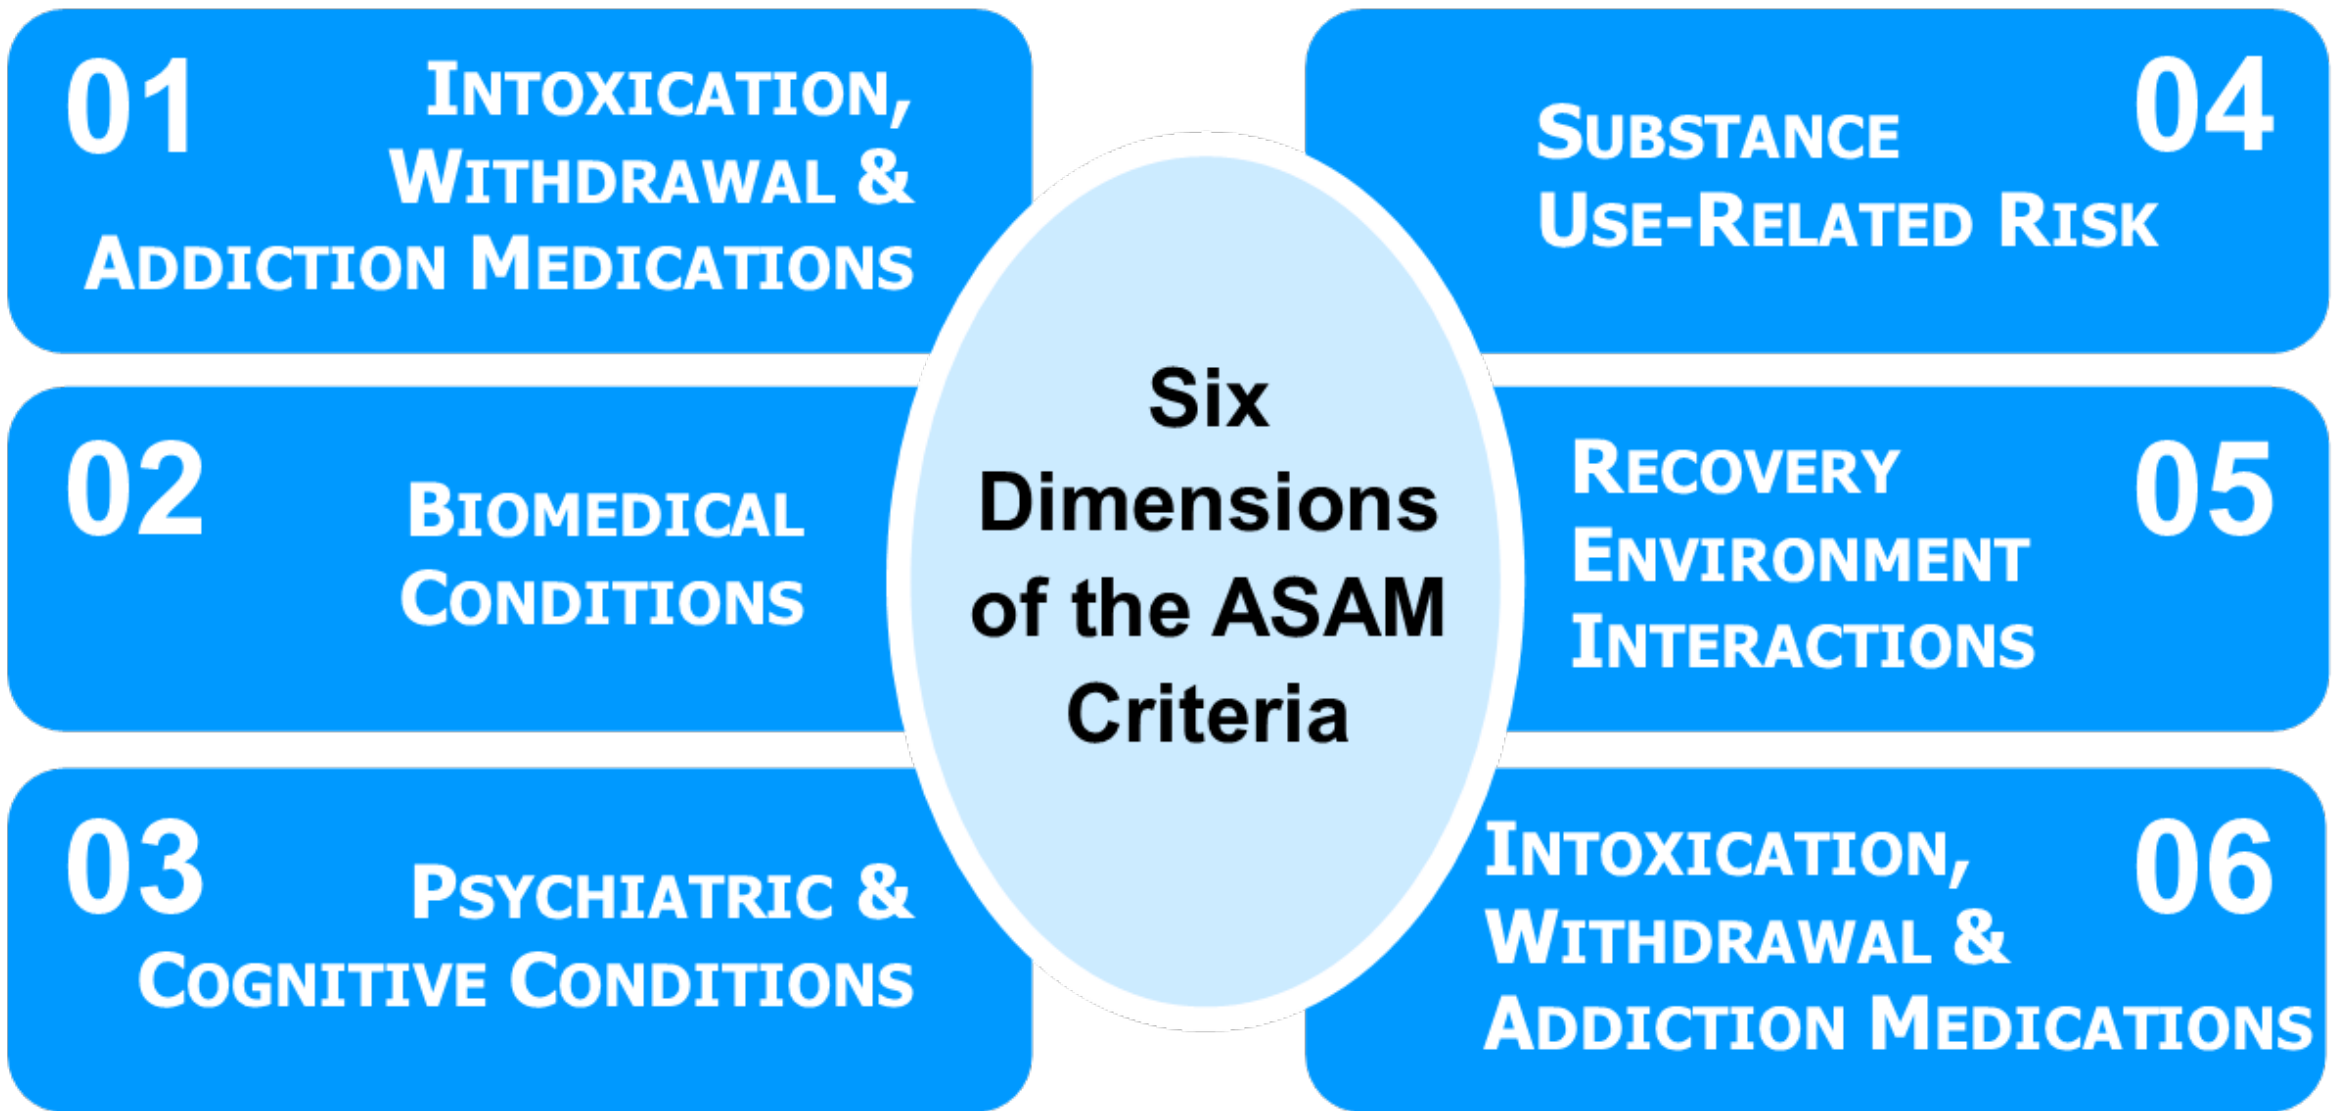 01
Intoxication,
Withdrawal &
Addiction Medications
02
Biomedical
Conditions
03
Psychiatric &
Cognitive Conditions
Six
Dimensions
of the ASAM
Criteria
04
Substance
Use-Related Risk
05
Recovery
Environment
Interactions
06
Intoxication,
Withdrawal &
Addiction Medications